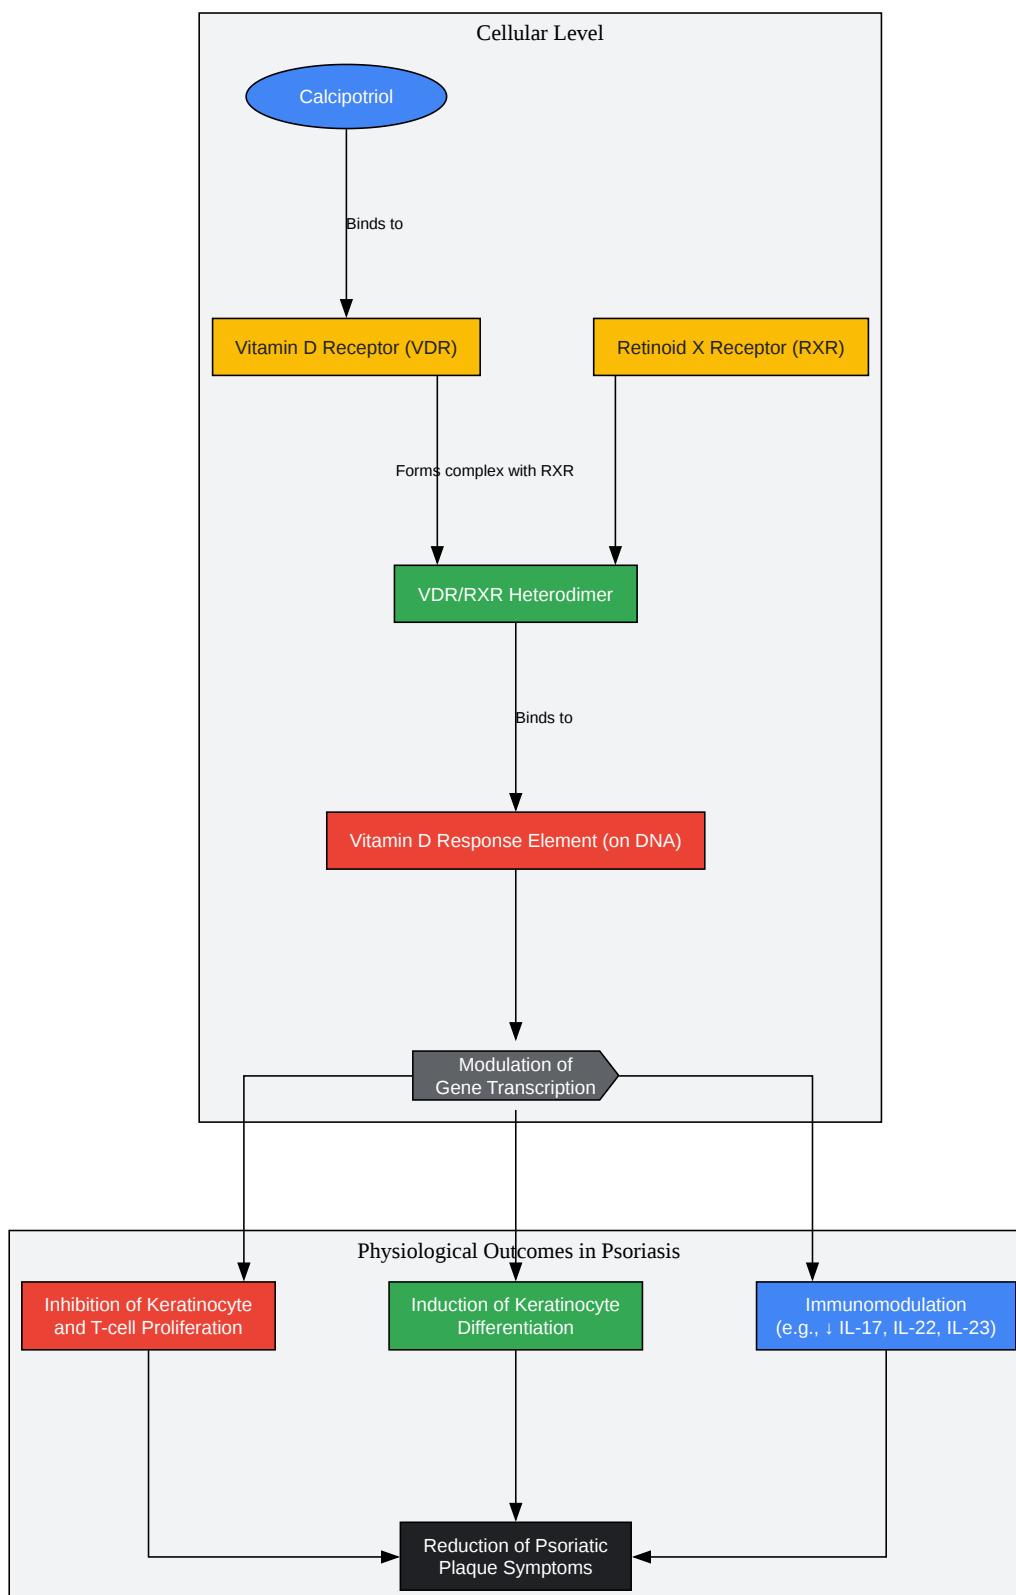 Cellular Level
Calcipotriol
Binds to
Vitamin D Receptor (VDR)
Retinoid X Receptor (RXR)
Forms complex with RXR
VDR/RXR Heterodimer
Binds to
Vitamin D Response Element (on DNA)
Modulation of
Gene Transcription
Physiological Outcomes in Psoriasis
Inhibition of Keratinocyte
and T-cell Proliferation
Induction of Keratinocyte
Differentiation
Immunomodulation
(e.g., ↓ IL-17, IL-22, IL-23)
Reduction of Psoriatic
Plaque Symptoms